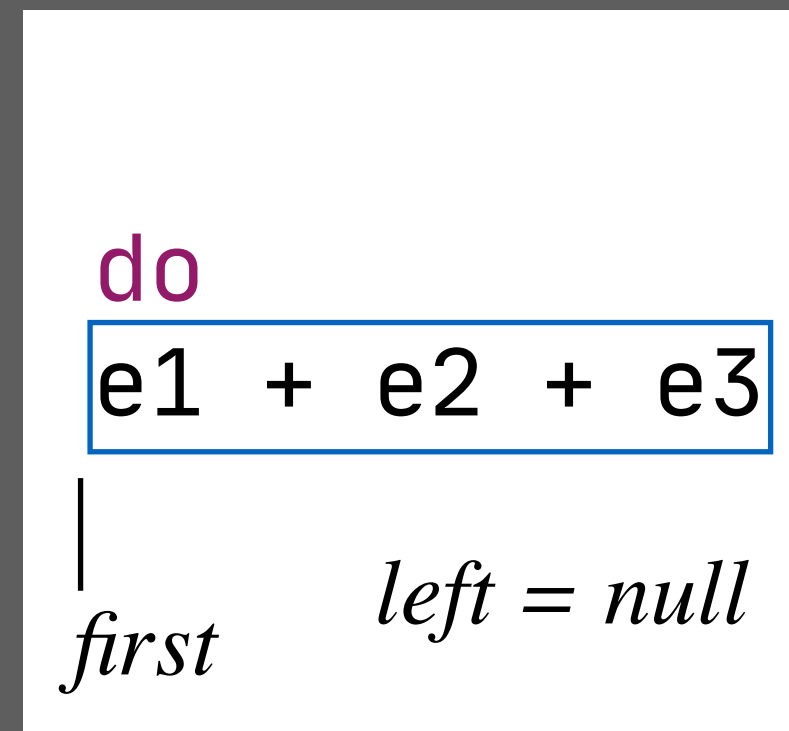 do
e1 + e2 + e3
left = null
first